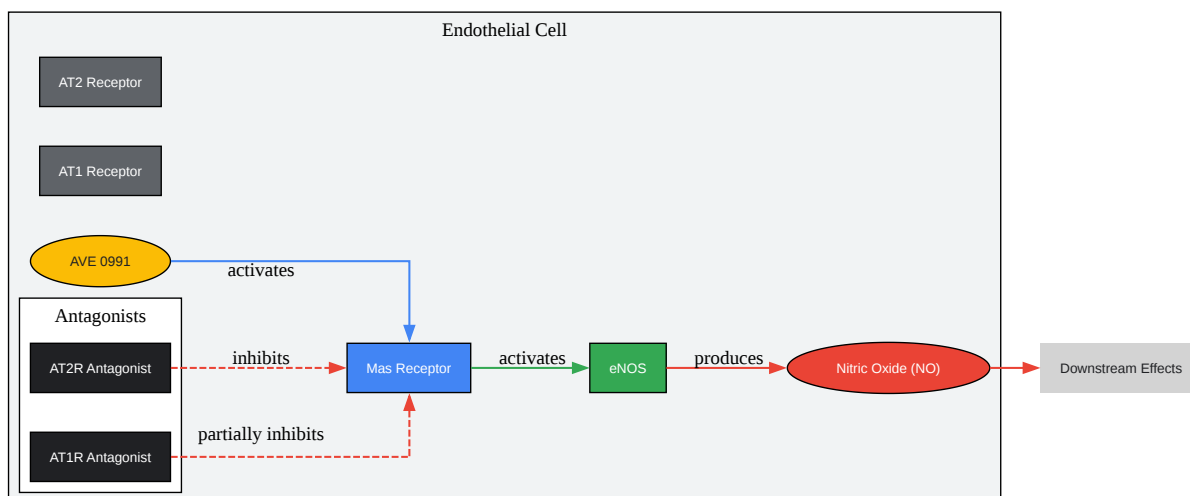 Endothelial Cell
AT2 Receptor
AT1 Receptor
AVE 0991
activates
Antagonists
AT2R Antagonist
inhibits
Mas Receptor
activates
eNOS
produces
Nitric Oxide (NO)
Downstream Effects
partially inhibits
AT1R Antagonist